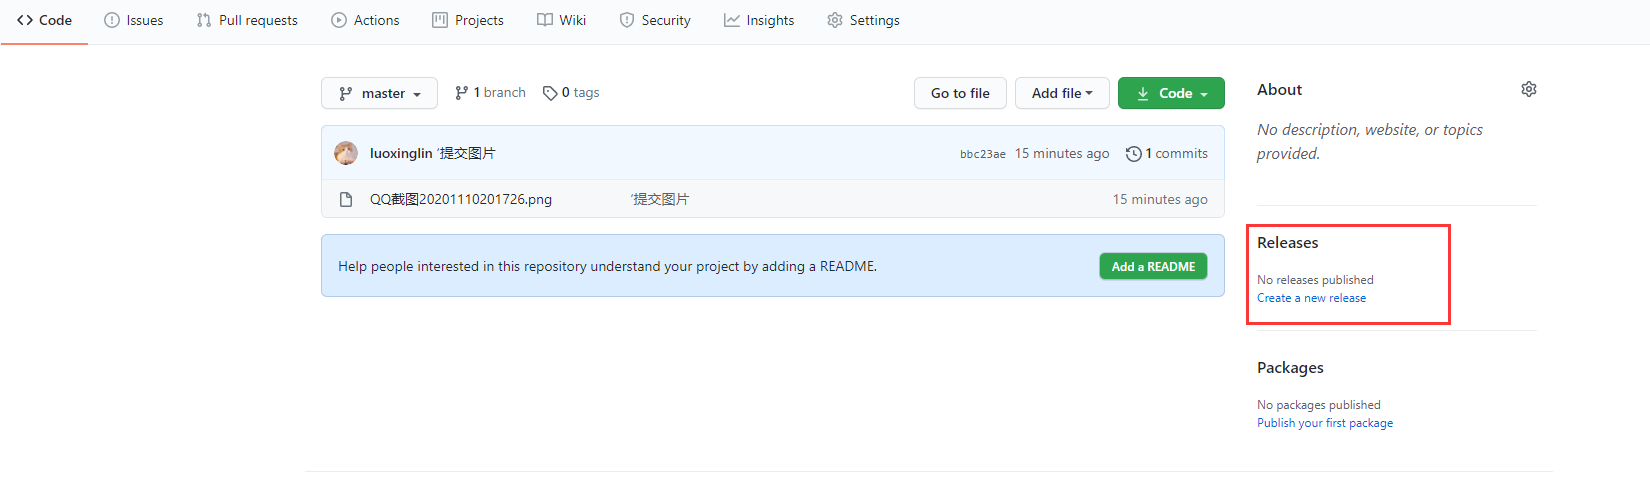 Code Issues Pull requests Actions Projects Wiki Security Insights Settings
master 1 branch 0 tags Go to file Add file Code
luoxinglin '提交图片 bbc23ae 15 minutes ago 1 commits
QQ截图20201110201726.png '提交图片 15 minutes ago
Help people interested in this repository understand your project by adding a README. Add a README
About
No description, website, or topics
provided.
Releases
No releases published
Create a new release
Packages
No packages published
Publish your first package